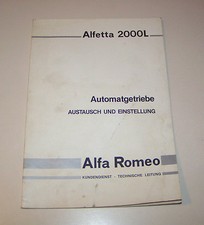 Alfetta 2000L
Automatgetriebe
AUSTAUSCH UND EINSTELLUNG
Alfa Romeo
KUNDENDIENST - TECHNISCHE LEITUNG